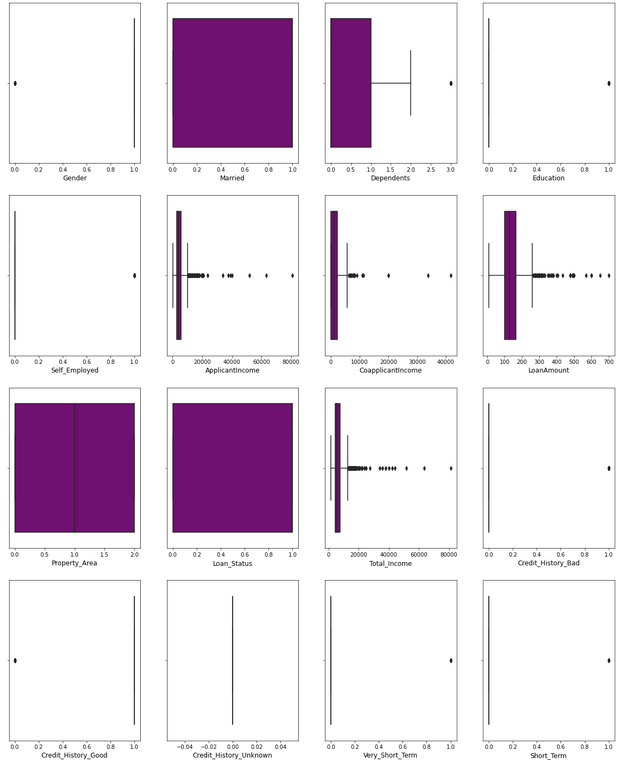 0.0 0.2 0.4 0.6 0.8 1.0
Gender
0.0 0.2 0.4 0.6 0.8 1.0
Married
0.0 0.5 1.0 1.5 2.0 2.5 3.0
Dependents
0.0 0.2 0.4 0.6 0.8 1.0
Education
0.0 0.2 0.4 0.6 0.8 1.0
Self_Employed
0 20000 40000 60000 80000
ApplicantIncome
0 10000 20000 30000 40000
CoapplicantIncome
0 100 200 300 400 500 600 700
LoanAmount
0.0 0.5 1.0 1.5 2.0
Property_Area
0.0 0.2 0.4 0.6 0.8 1.0
Loan_Status
0 20000 40000 60000 80000
Total_Income
0.0 0.2 0.4 0.6 0.8 1.0
Credit_History_Bad
0.0 0.2 0.4 0.6 0.8 1.0
Credit_History_Good
−0.04 −0.02 0.00 0.02 0.04
Credit_History_Unknown
0.0 0.2 0.4 0.6 0.8 1.0
Very_Short_Term
0.0 0.2 0.4 0.6 0.8 1.0
Short_Term